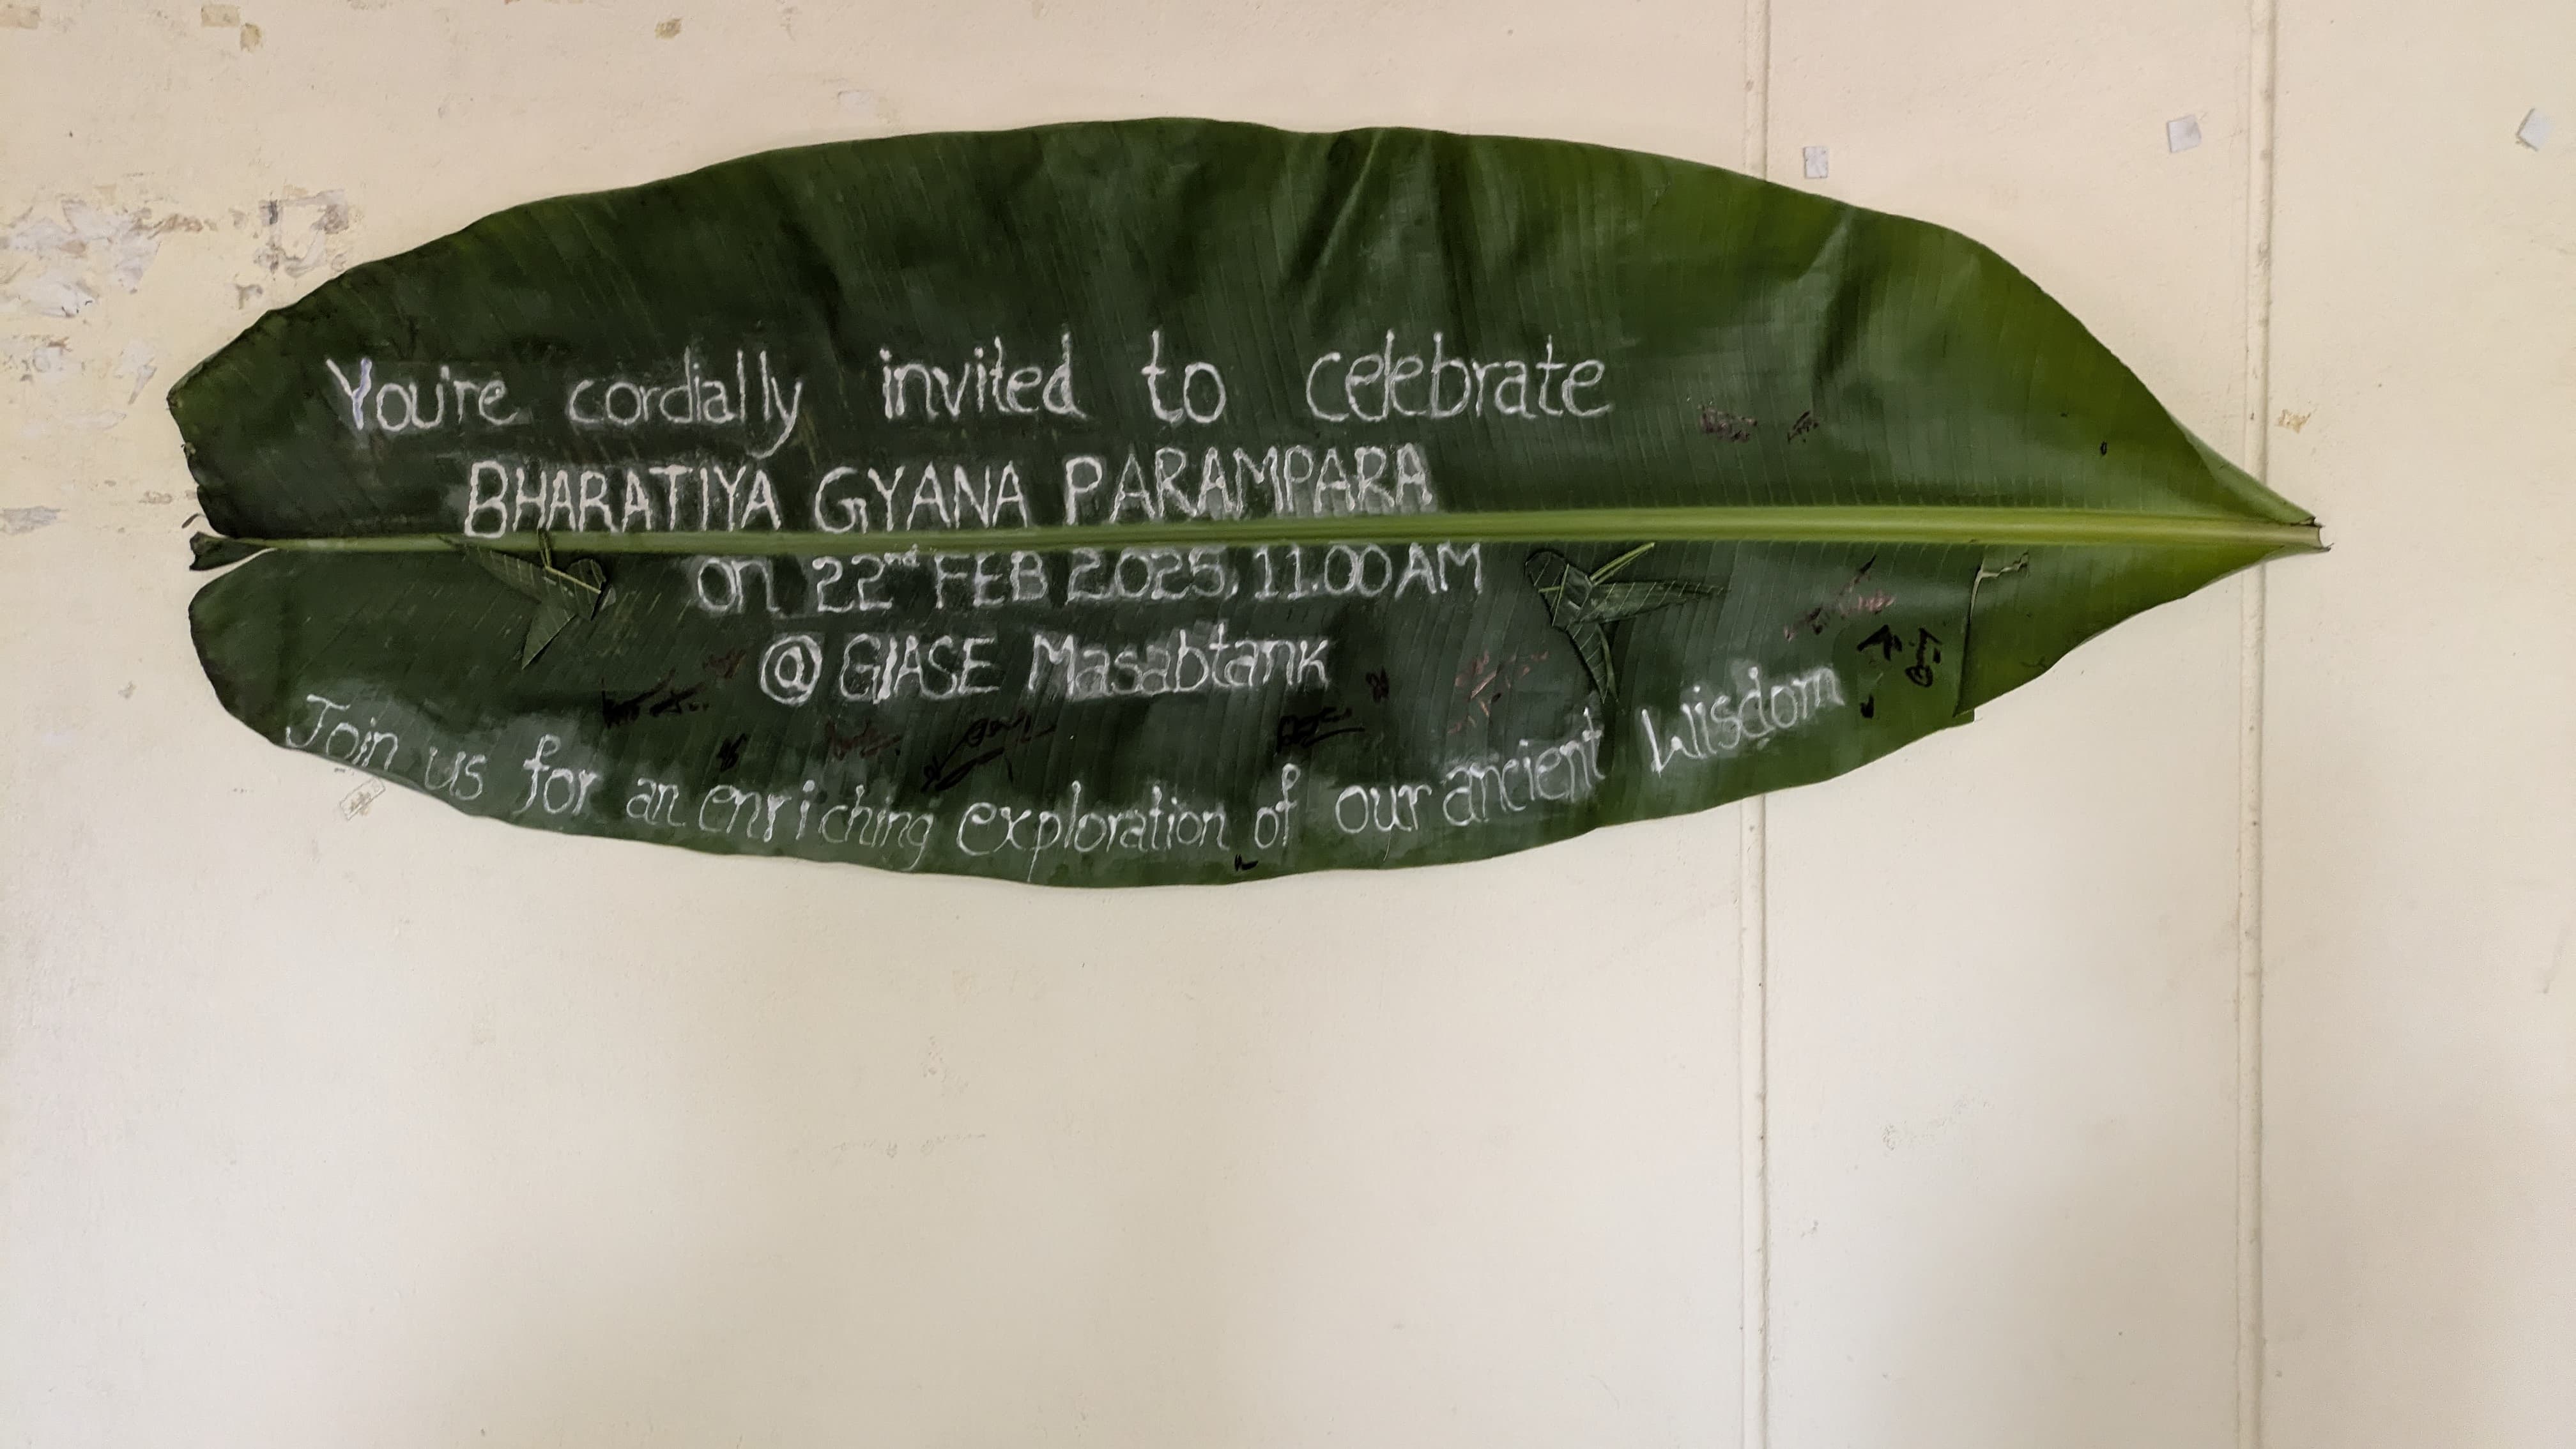 You're cordially invited to celebrate
BHARATIYA GYANA PARAMPARA
on 22nd FEB 2025, 11.00 AM
@ GIASE Masabtank
Join us for an enriching exploration of our ancient Wisdom